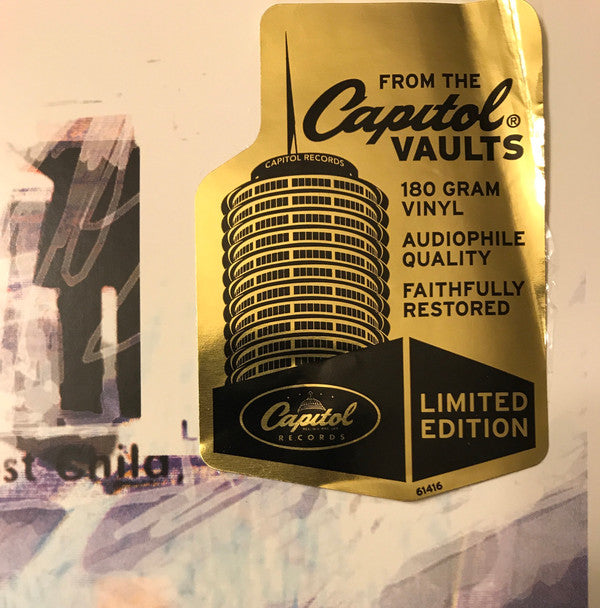 FROM THE
Capitol®
VAULTS
CAPITOL RECORDS
180 GRAM
VINYL
AUDIOPHILE
QUALITY
FAITHFULLY
RESTORED
Capitol
RECORDS
LIMITED
EDITION
61416
L
st Child,